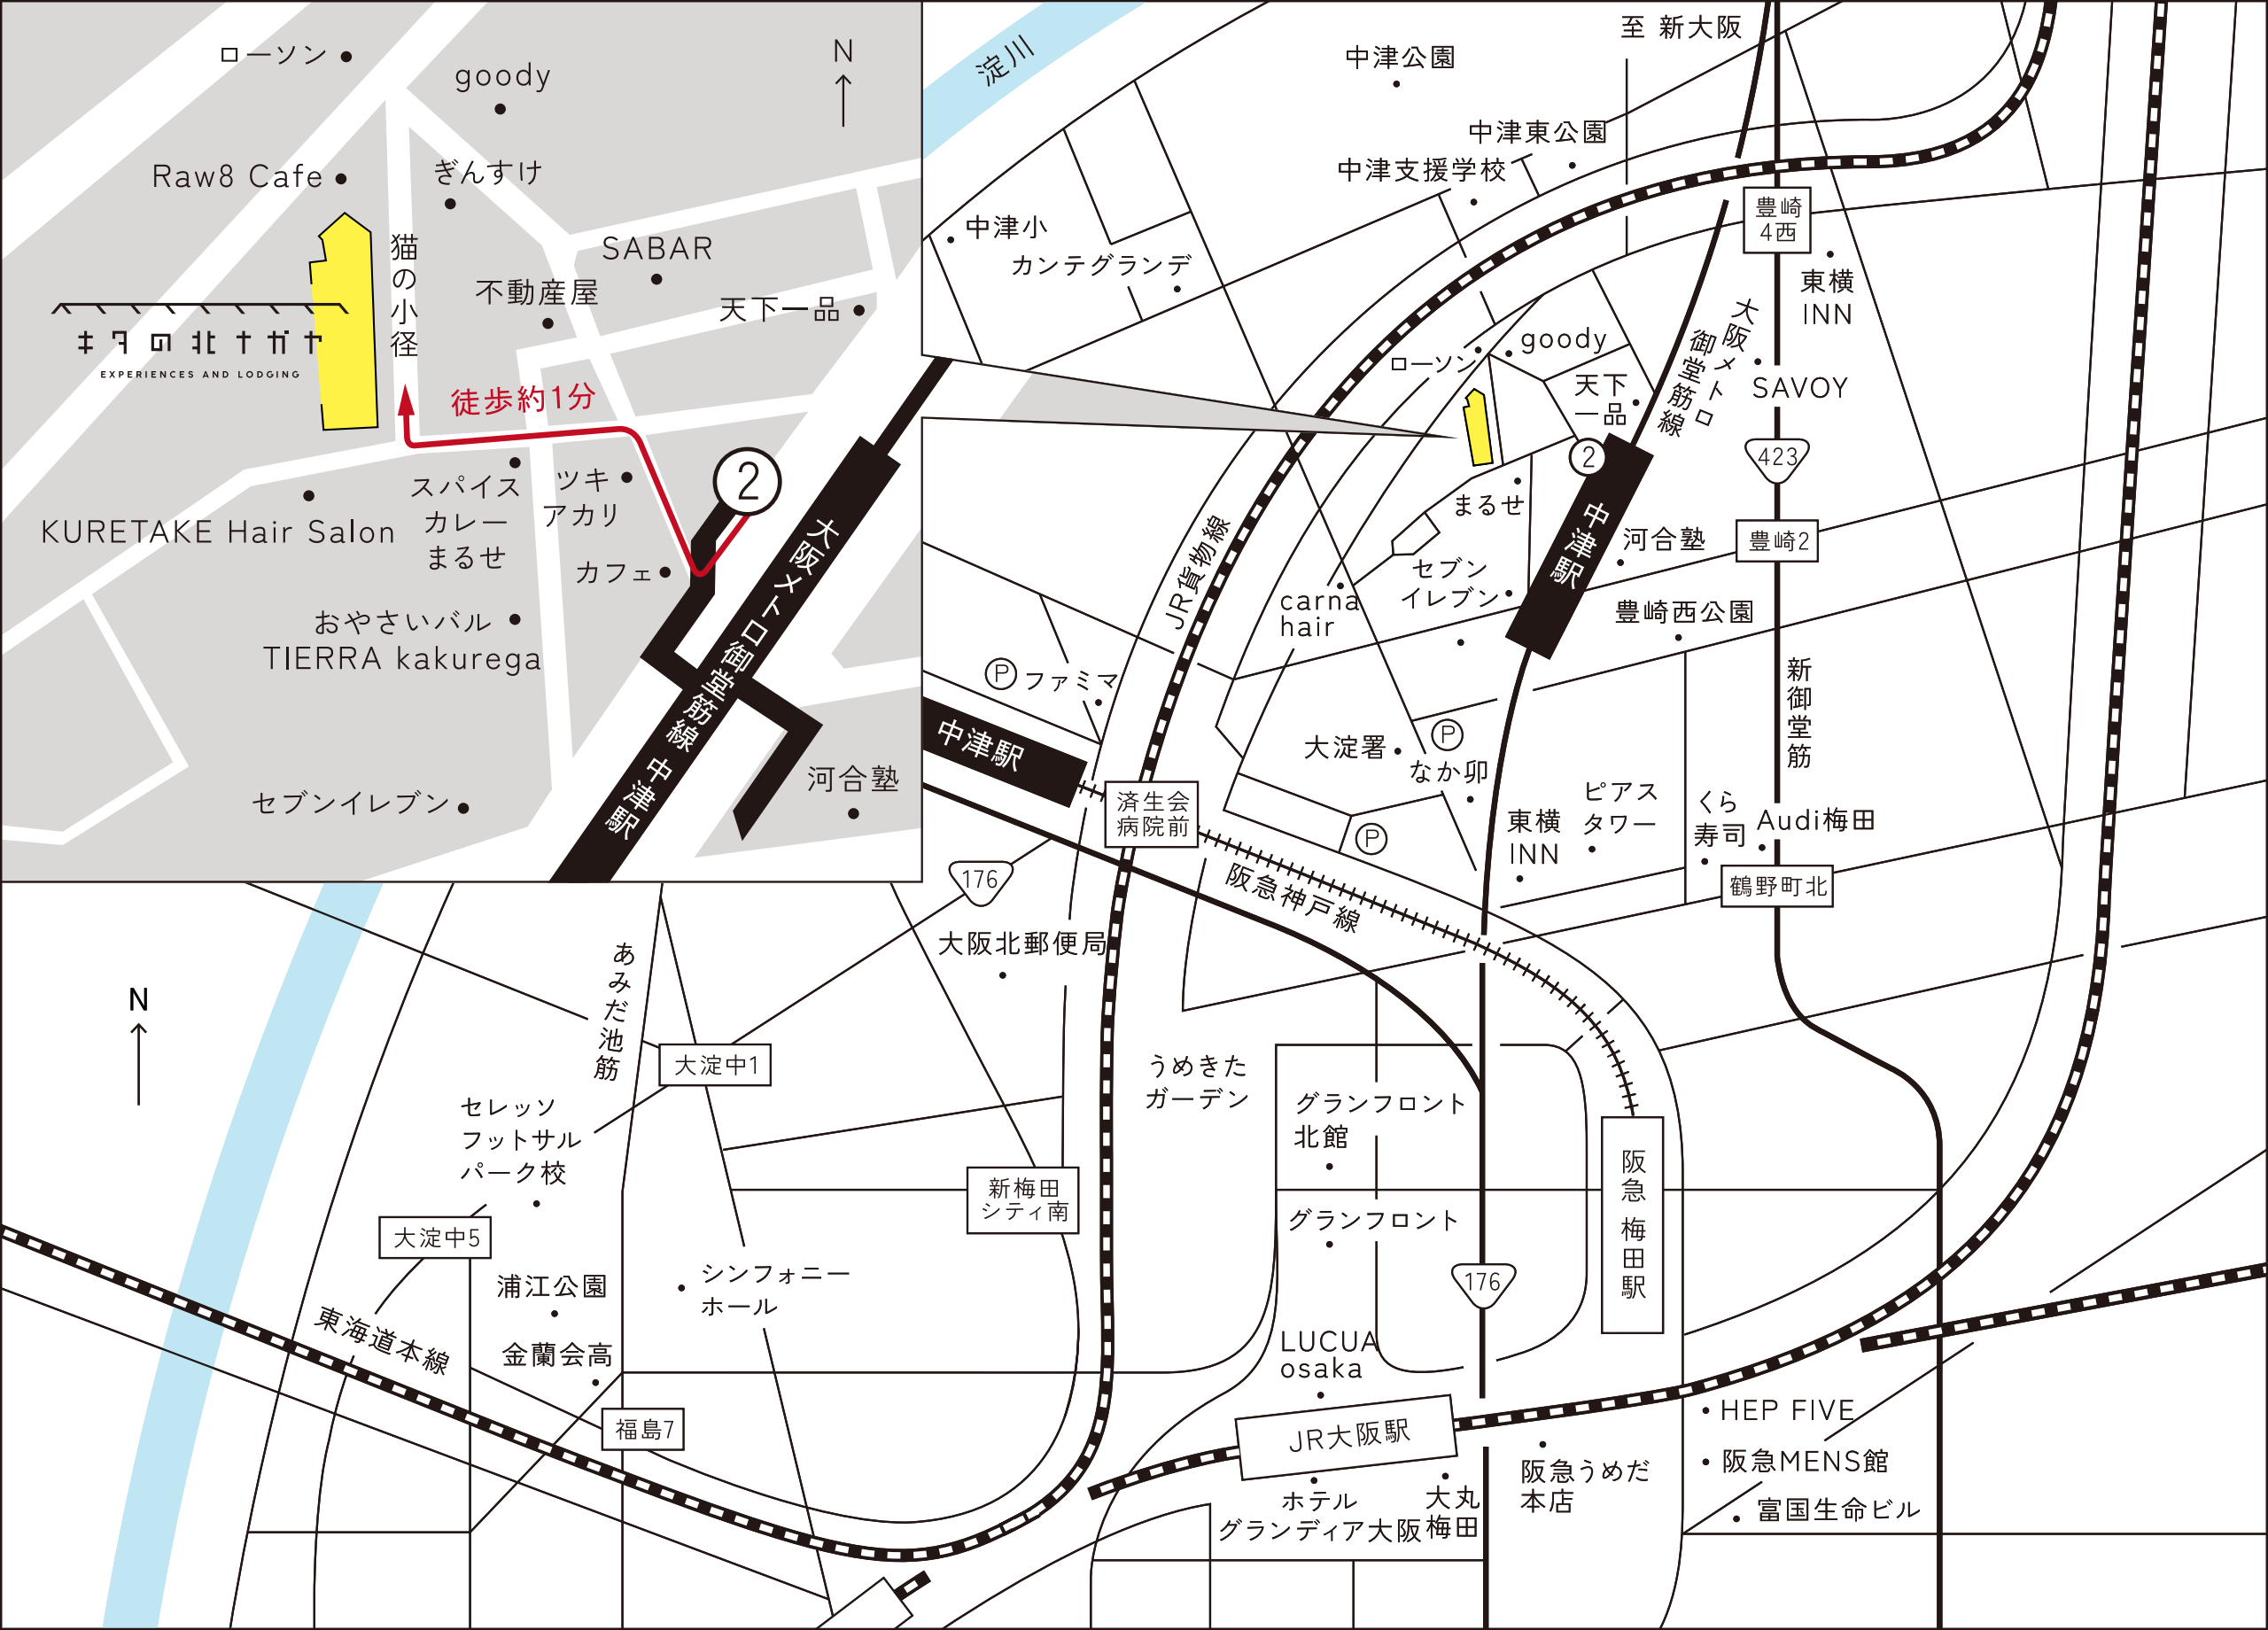 ローソン
goody
N
Raw8 Cafe
ぎんすけ
猫の小径
SABAR
不動産屋
天下一品
キタの北ナガヤ
EXPERIENCES AND LODGING
徒歩約1分
スパイス
カレー
まるせ
ツキ
アカリ
2
KURETAKE Hair Salon
カフェ
おやさいバル
TIERRA kakurega
大阪メトロ御堂筋線 中津駅
セブンイレブン
河合塾
淀川
至 新大阪
中津公園
中津東公園
中津支援学校
中津小
カンテグランデ
豊崎
4西
東横
INN
大阪メトロ
御堂筋線
ローソン
goody
天下
一品
SAVOY
2
423
まるせ
中津駅
河合塾
豊崎2
JR貨物線
セブン
イレブン
carna
hair
豊崎西公園
P
ファミマ
新御堂筋
中津駅
大淀署
P
なか卯
済生会
病院前
P
東横
INN
ピアス
タワー
くら
寿司
Audi梅田
176
阪急神戸線
鶴野町北
大阪北郵便局
あみだ池筋
N
大淀中1
うめきた
ガーデン
グランフロント
北館
セレッソ
フットサル
パーク校
阪急 梅田駅
新梅田
シティ南
グランフロント
大淀中5
浦江公園
シンフォニー
ホール
176
東海道本線
金蘭会高
LUCUA
osaka
福島7
JR大阪駅
HEP FIVE
阪急MENS館
阪急うめだ
本店
ホテル
グランディア大阪
大丸
梅田
富国生命ビル